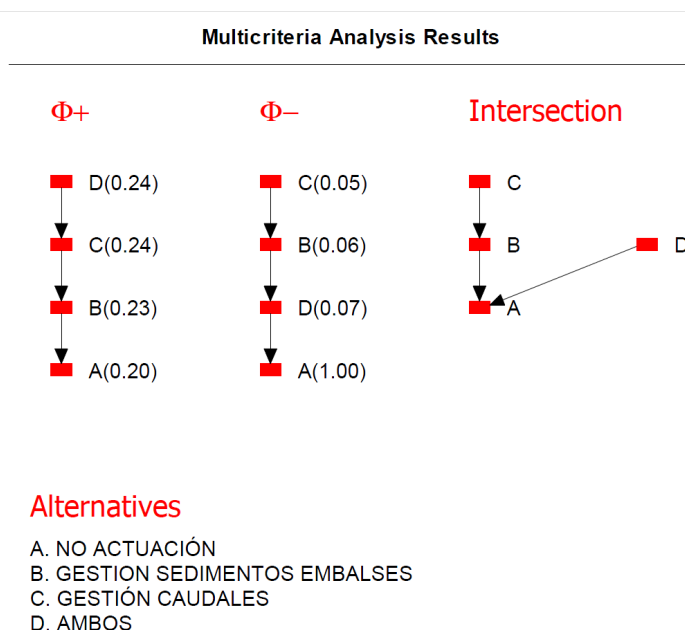 Multicriteria Analysis Results
Φ+ Φ− Intersection
D(0.24) C(0.05) C
C(0.24) B(0.06) B D
B(0.23) D(0.07) A
A(0.20) A(1.00)
Alternatives
A. NO ACTUACIÓN
B. GESTION SEDIMENTOS EMBALSES
C. GESTIÓN CAUDALES
D. AMBOS